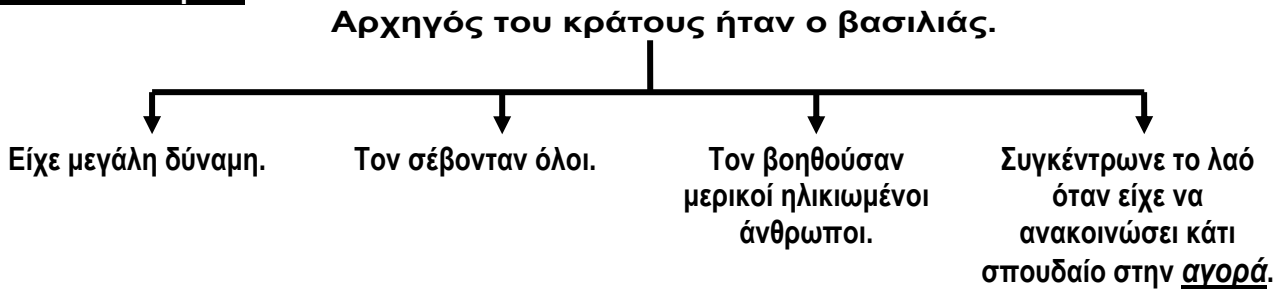 Αρχηγός του κράτους ήταν ο βασιλιάς.
Είχε μεγάλη δύναμη.
Τον σέβονταν όλοι.
Τον βοηθούσαν
μερικοί ηλικιωμένοι
άνθρωποι.
Συγκέντρωνε το λαό
όταν είχε να
ανακοινώσει κάτι
σπουδαίο στην αγορά.